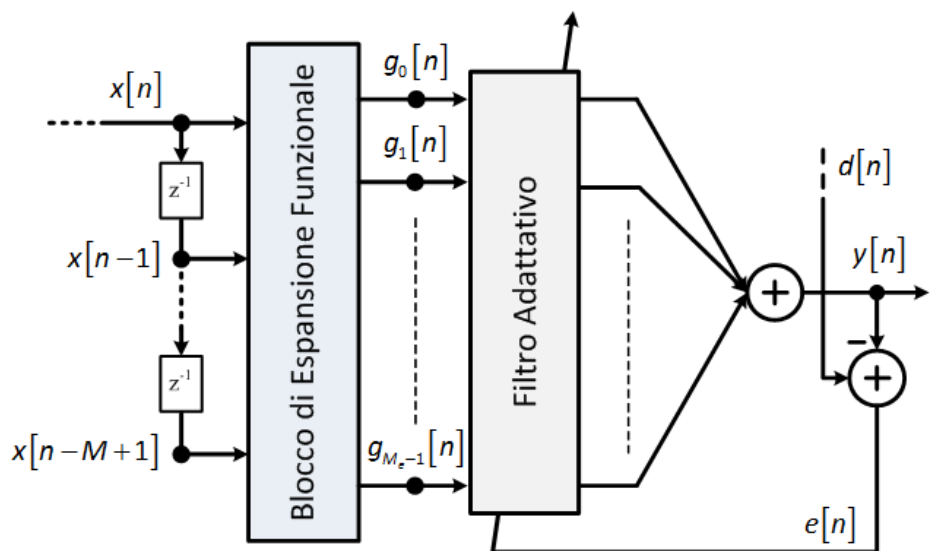 x[n]
z⁻¹
x[n−1]
z⁻¹
x[n−M+1]
Blocco di Espansione Funzionale
g₀[n]
g₁[n]
g_{Mₑ−1}[n]
Filtro Adattativo
+
d[n]
y[n]
−
+
e[n]